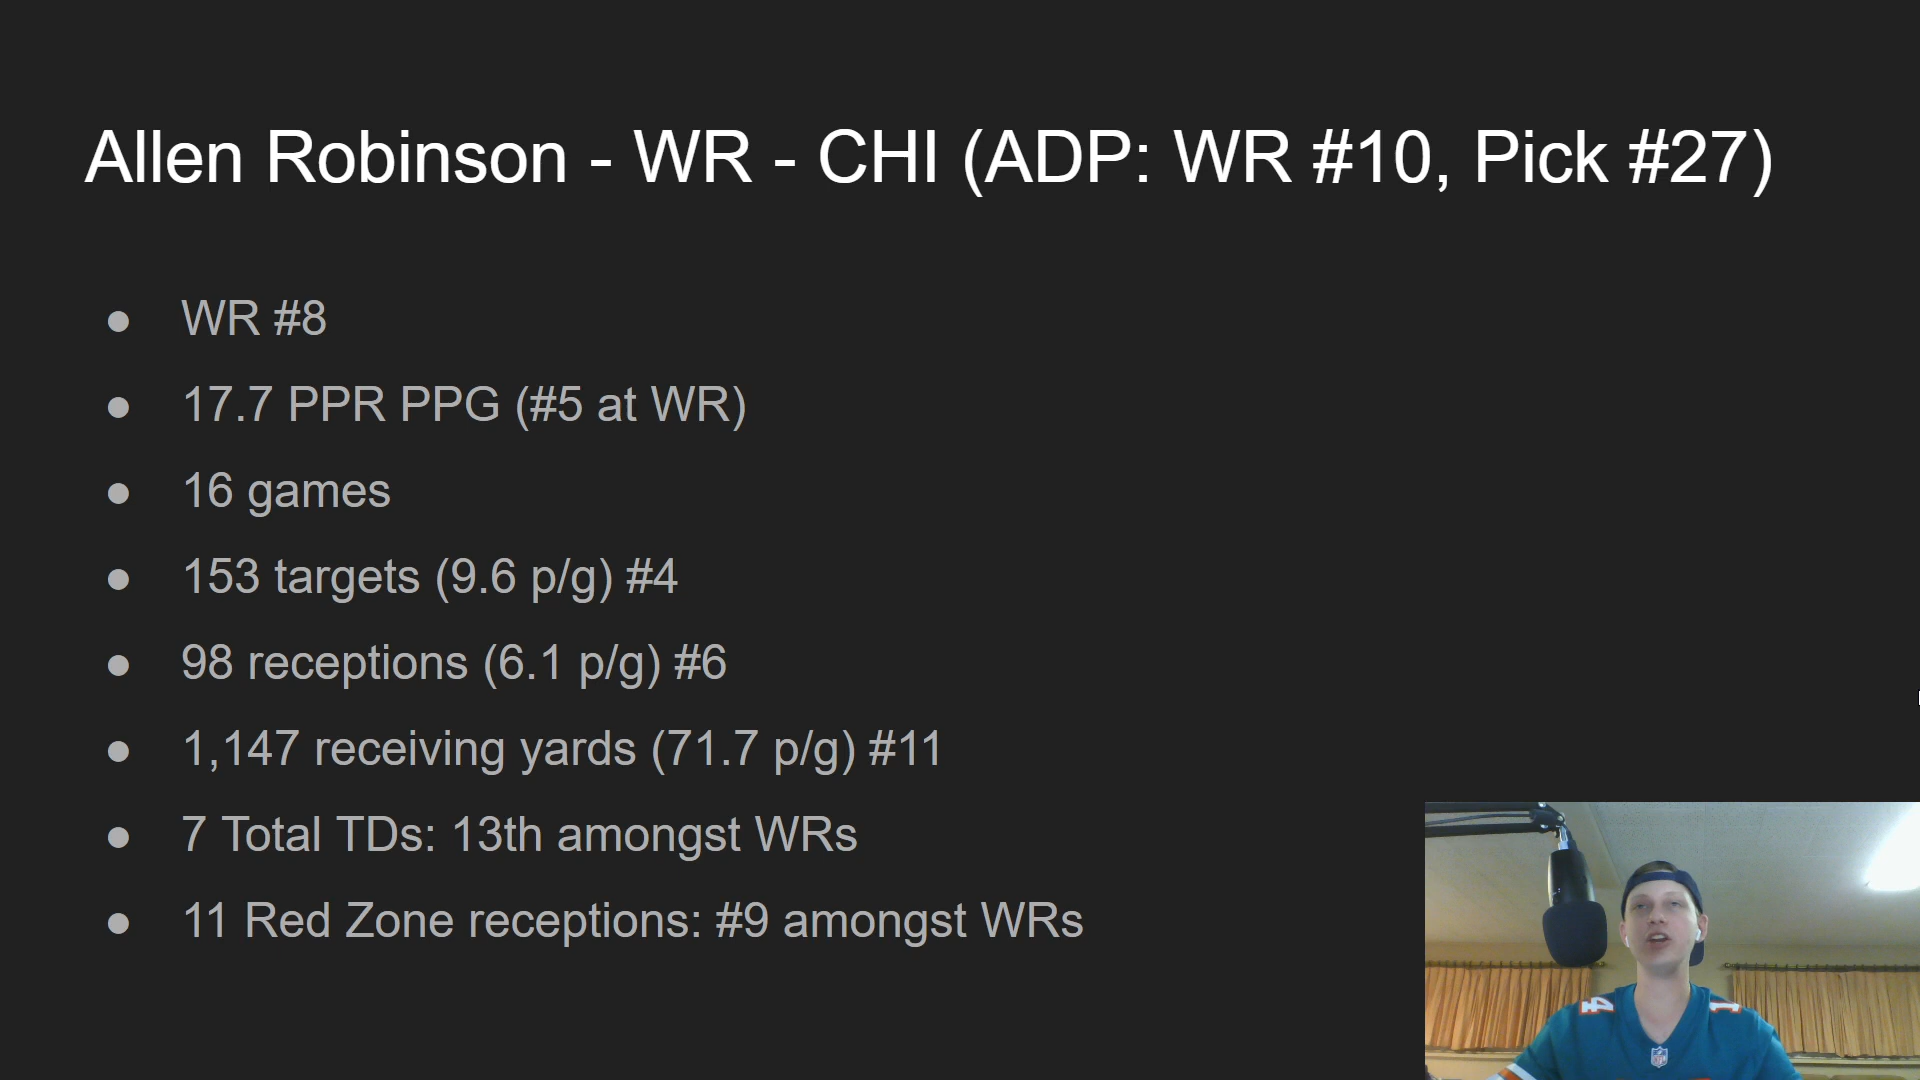 Allen Robinson - WR - CHI (ADP: WR #10, Pick #27)
● WR #8
● 17.7 PPR PPG (#5 at WR)
● 16 games
● 153 targets (9.6 p/g) #4
● 98 receptions (6.1 p/g) #6
● 1,147 receiving yards (71.7 p/g) #11
● 7 Total TDs: 13th amongst WRs
● 11 Red Zone receptions: #9 amongst WRs
4 1